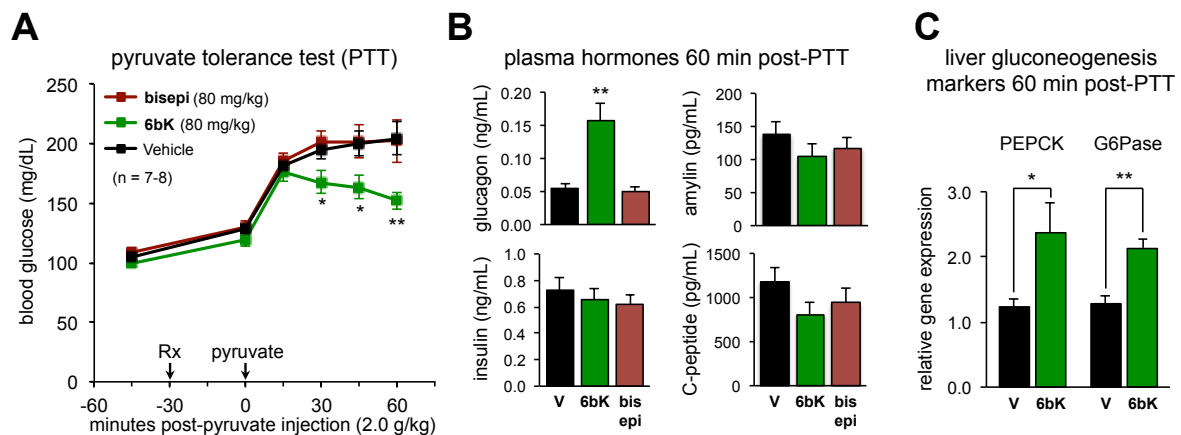 A
pyruvate tolerance test (PTT)
blood glucose (mg/dL)
250
200
150
100
50
0
bisepi (80 mg/kg)
6bK (80 mg/kg)
Vehicle
(n = 7-8)
*
*
**
Rx
pyruvate
-60
-30
0
30
60
minutes post-pyruvate injection (2.0 g/kg)
B
plasma hormones 60 min post-PTT
glucagon (ng/mL)
0.20
0.15
0.10
0.05
0.00
**
amylin (pg/mL)
200
150
100
50
0
insulin (ng/mL)
1.0
0.8
0.6
0.4
0.2
0.0
V
6bK
bis
epi
C-peptide (pg/mL)
1500
1000
500
0
V
6bK
bis
epi
C
liver gluconeogenesis
markers 60 min post-PTT
PEPCK
G6Pase
relative gene expression
3.0
2.0
1.0
0.0
*
**
V
6bK
V
6bK